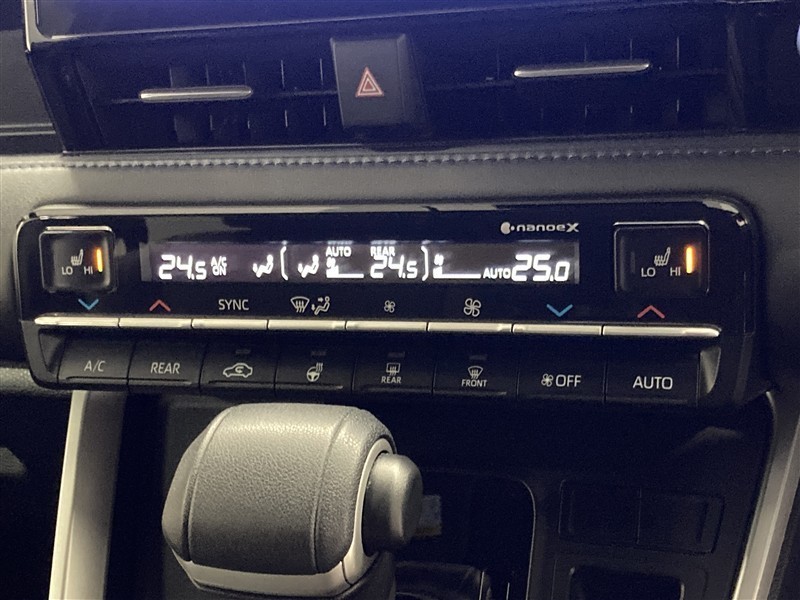 nanoeX
LO HI
24.5 A/C ON AUTO REAR 24.5 AUTO 25.0
LO HI
SYNC
A/C REAR REAR FRONT OFF AUTO